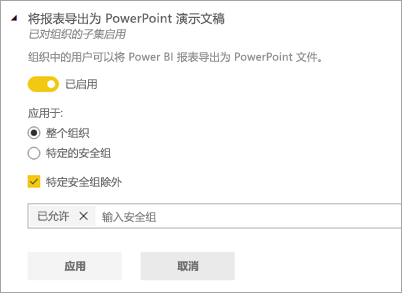 将报表导出为 PowerPoint 演示文稿
已对组织的子集启用
组织中的用户可以将 Power BI 报表导出为 PowerPoint 文件。
已启用
应用于:
整个组织
特定的安全组
特定安全组除外
已允许 × 输入安全组
应用 取消